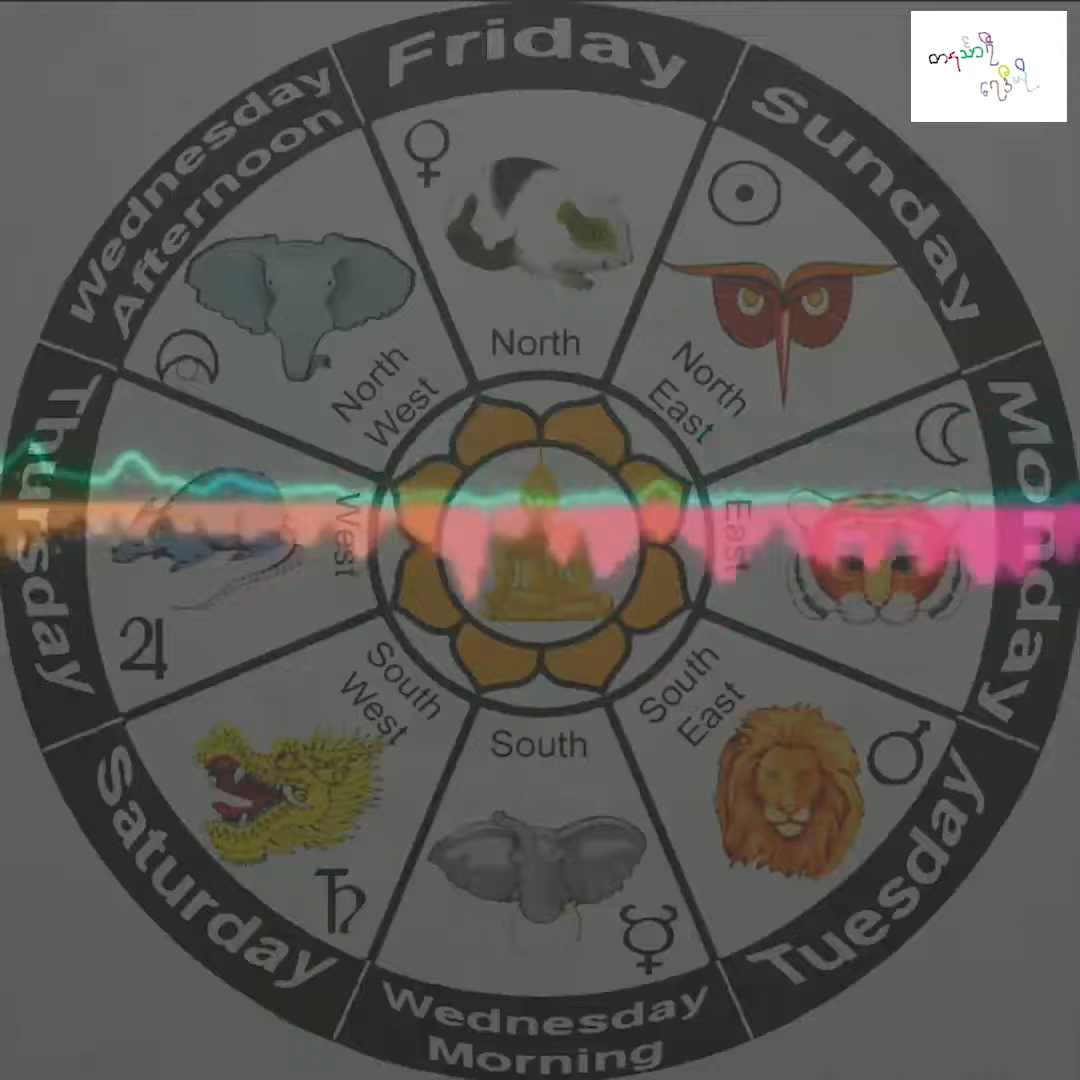 Friday
Sunday
Monday
Tuesday
Wednesday
Morning
Saturday
Thursday
Wednesday
Afternoon
North
North
East
East
South
East
South
South
West
West
North
West